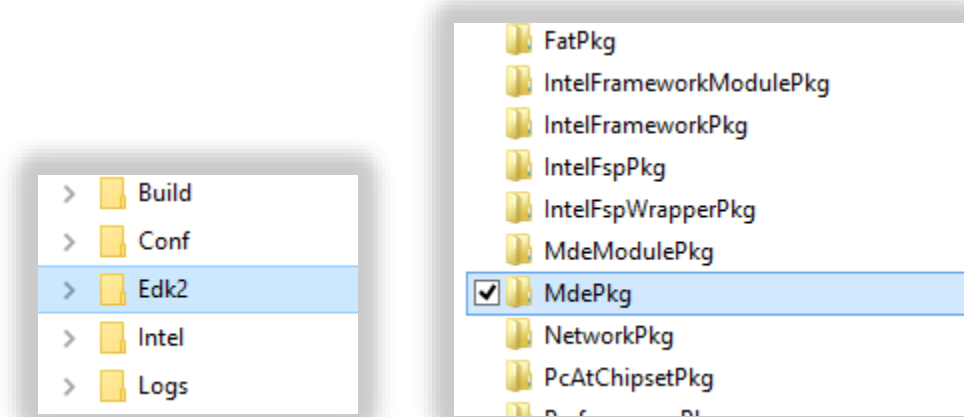 Build
Conf
Edk2
Intel
Logs
FatPkg
IntelFrameworkModulePkg
IntelFrameworkPkg
IntelFspPkg
IntelFspWrapperPkg
MdeModulePkg
MdePkg
NetworkPkg
PcAtChipsetPkg